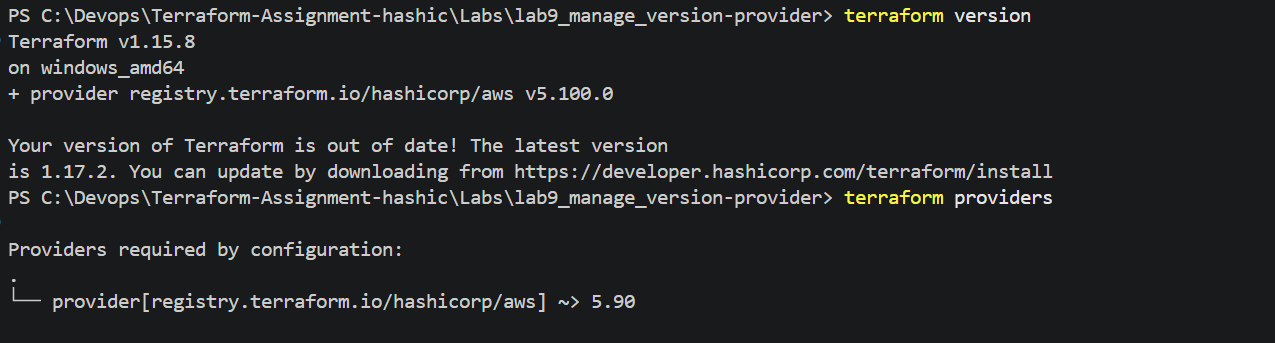 PS C:\Devops\Terraform-Assignment-hashic\Labs\lab9_manage_version-provider> terraform version
Terraform v1.15.8
on windows_amd64
+ provider registry.terraform.io/hashicorp/aws v5.100.0
Your version of Terraform is out of date! The latest version
is 1.17.2. You can update by downloading from https://developer.hashicorp.com/terraform/install
PS C:\Devops\Terraform-Assignment-hashic\Labs\lab9_manage_version-provider> terraform providers
Providers required by configuration:
.
└── provider[registry.terraform.io/hashicorp/aws] ~> 5.90